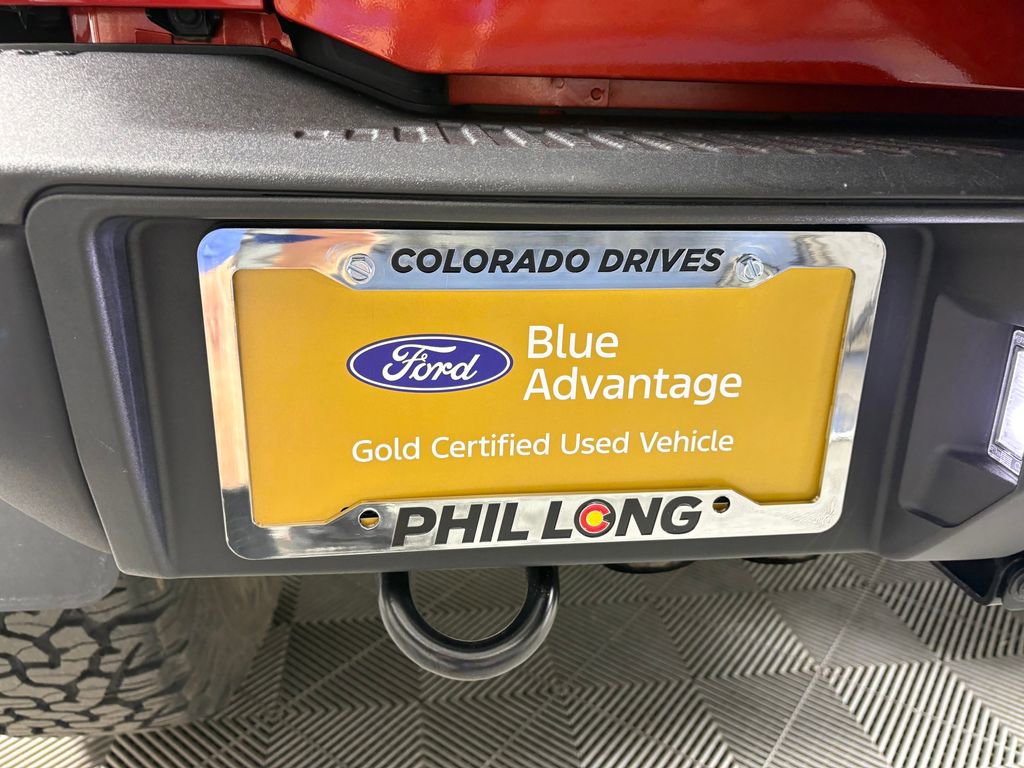 COLORADO DRIVES
Ford
Blue
Advantage
Gold Certified Used Vehicle
PHIL LONG